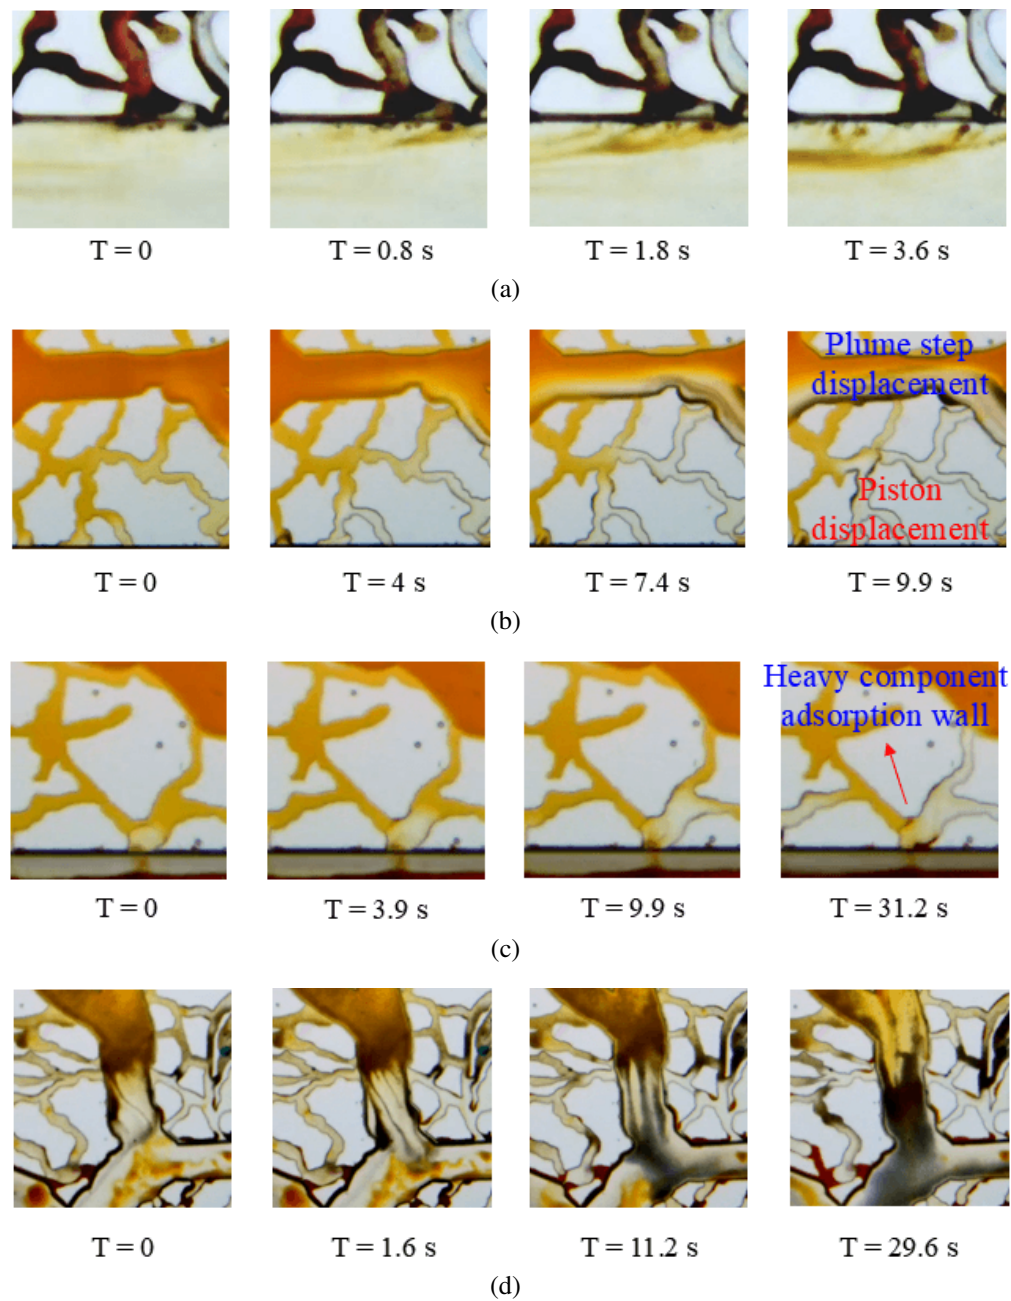 T = 0
T = 0.8 s
T = 1.8 s
T = 3.6 s
(a)
Plume step
displacement
Piston
displacement
T = 0
T = 4 s
T = 7.4 s
T = 9.9 s
(b)
Heavy component
adsorption wall
T = 0
T = 3.9 s
T = 9.9 s
T = 31.2 s
(c)
T = 0
T = 1.6 s
T = 11.2 s
T = 29.6 s
(d)